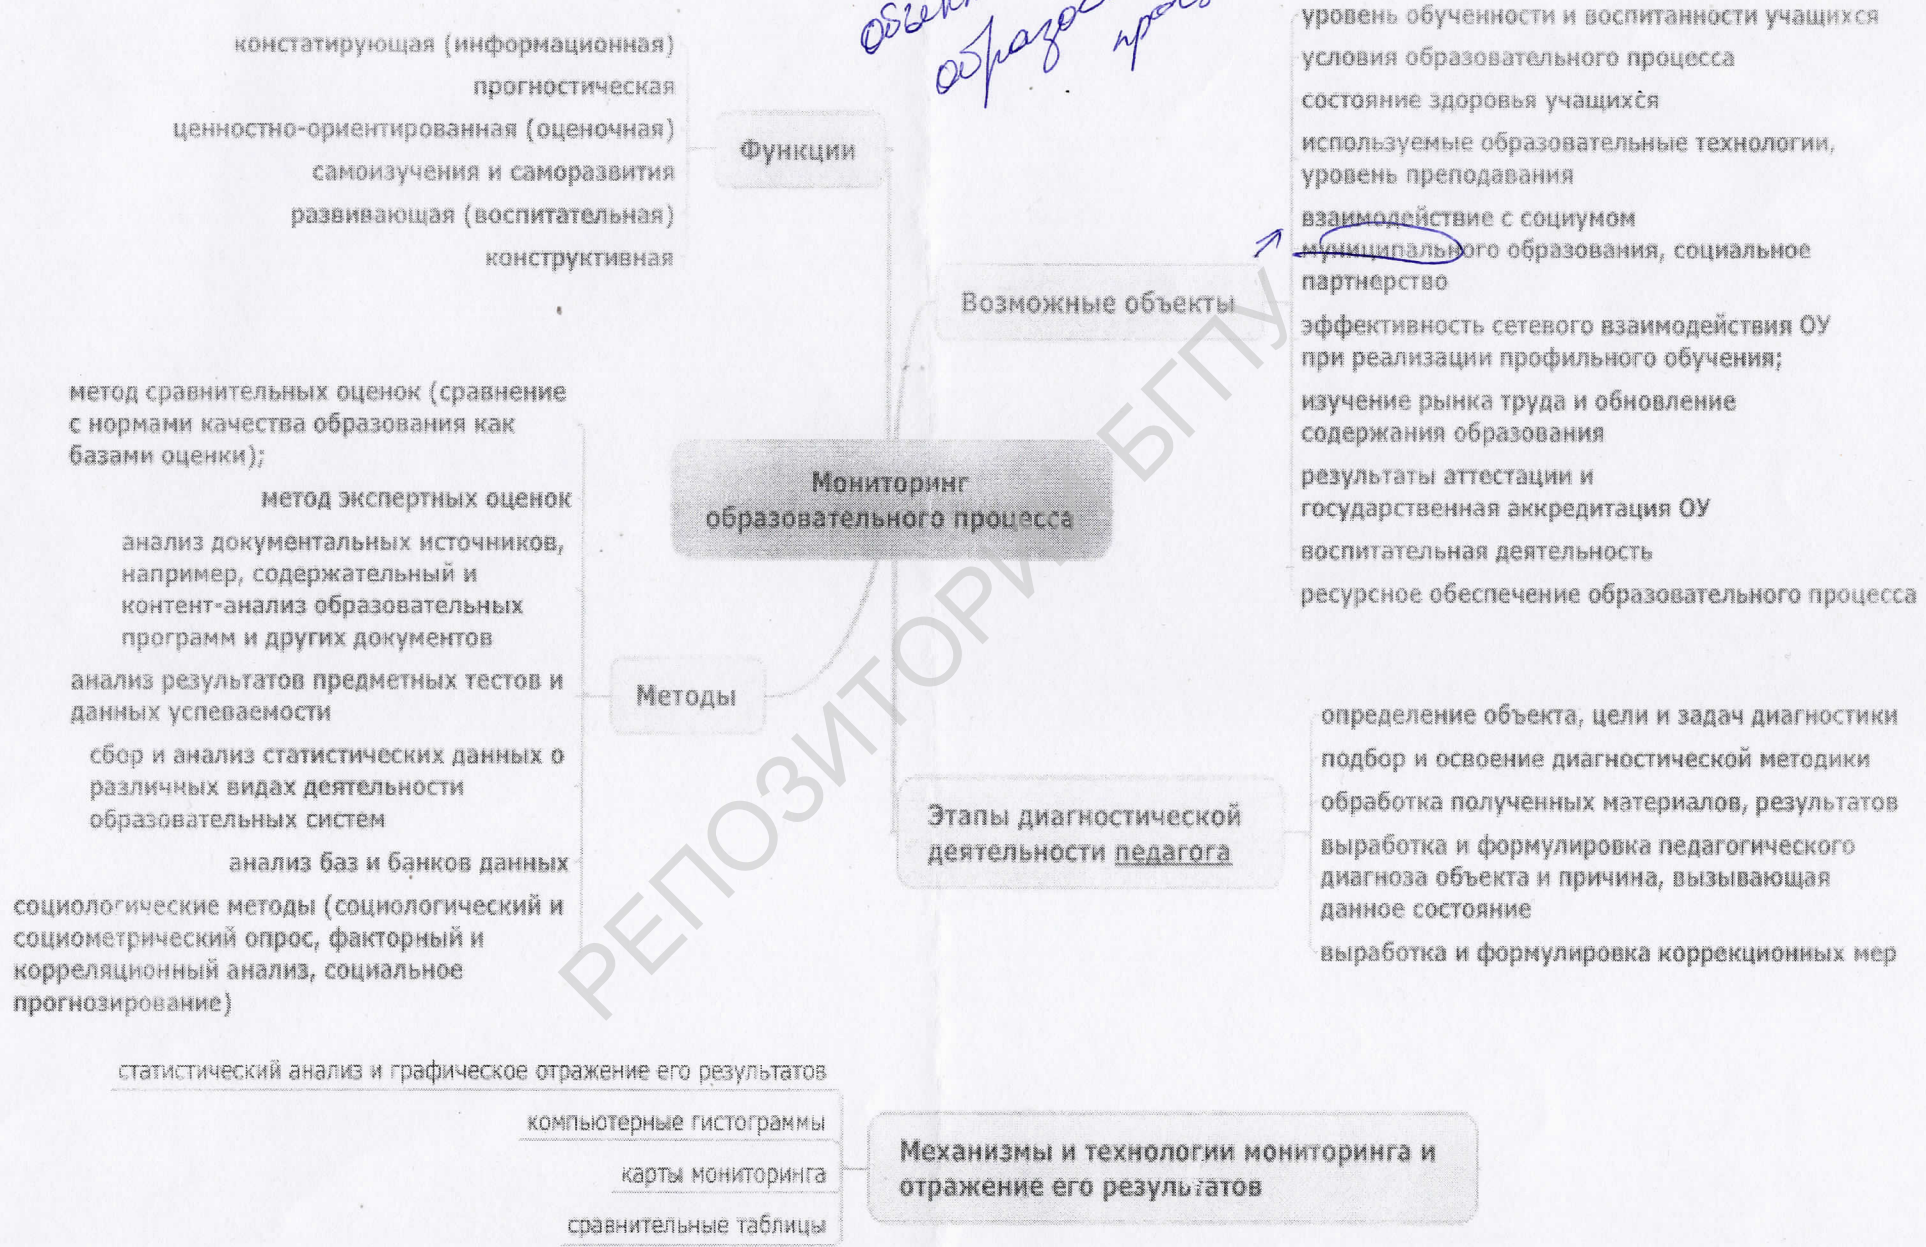 констатирующая (информационная)
прогностическая
ценностно-ориентированная (оценочная)
самоизучения и саморазвития
развивающая (воспитательная)
конструктивная
Функции
уровень обученности и воспитанности учащихся
условия образовательного процесса
состояние здоровья учащихся
используемые образовательные технологии,
уровень преподавания
взаимодействие с социумом
муниципального образования, социальное
партнерство
эффективность сетевого взаимодействия ОУ
при реализации профильного обучения;
изучение рынка труда и обновление
содержания образования
результаты аттестации и
государственная аккредитация ОУ
воспитательная деятельность
ресурсное обеспечение образовательного процесса
Возможные объекты
Мониторинг
образовательного процесса
метод сравнительных оценок (сравнение
с нормами качества образования как
базами оценки);
метод экспертных оценок
анализ документальных источников,
например, содержательный и
контент-анализ образовательных
программ и других документов
анализ результатов предметных тестов и
данных успеваемости
сбор и анализ статистических данных о
различных видах деятельности
образовательных систем
анализ баз и банков данных
социологические методы (социологический и
социометрический опрос, факторный и
корреляционный анализ, социальное
прогнозирование)
Методы
Этапы диагностической
деятельности педагога
определение объекта, цели и задач диагностики
подбор и освоение диагностической методики
обработка полученных материалов, результатов
выработка и формулировка педагогического
диагноза объекта и причина, вызывающая
данное состояние
выработка и формулировка коррекционных мер
статистический анализ и графическое отражение его результатов
компьютерные гистограммы
карты мониторинга
сравнительные таблицы
Механизмы и технологии мониторинга и
отражение его результатов
РЕПОЗИТОРИЙ БГПУ